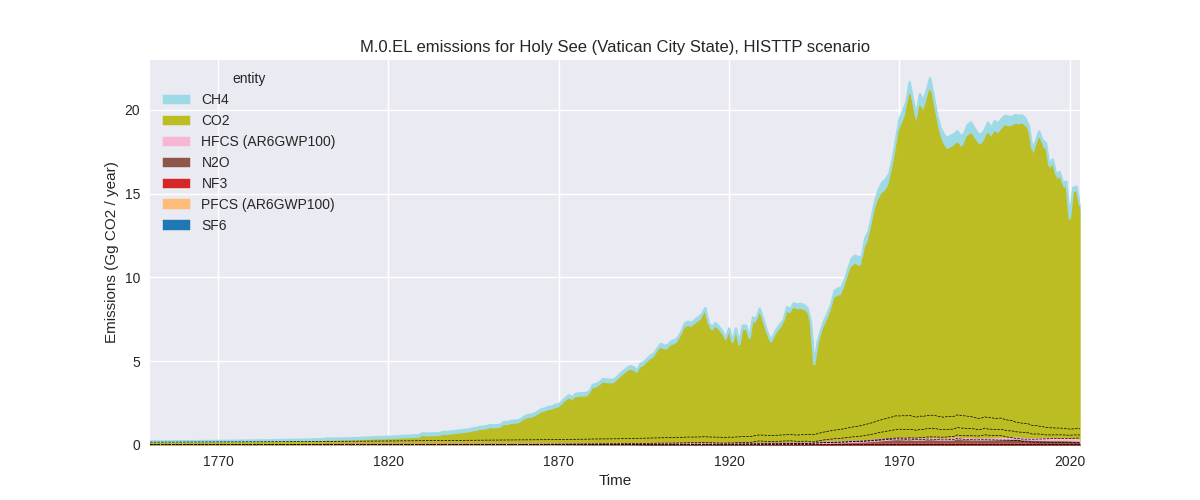 M.0.EL emissions for Holy See (Vatican City State), HISTTP scenario
entity
CH4
CO2
HFCS (AR6GWP100)
N2O
NF3
PFCS (AR6GWP100)
SF6
Emissions (Gg CO2 / year)
20
15
10
5
0
1770
1820
1870
1920
1970
2020
Time